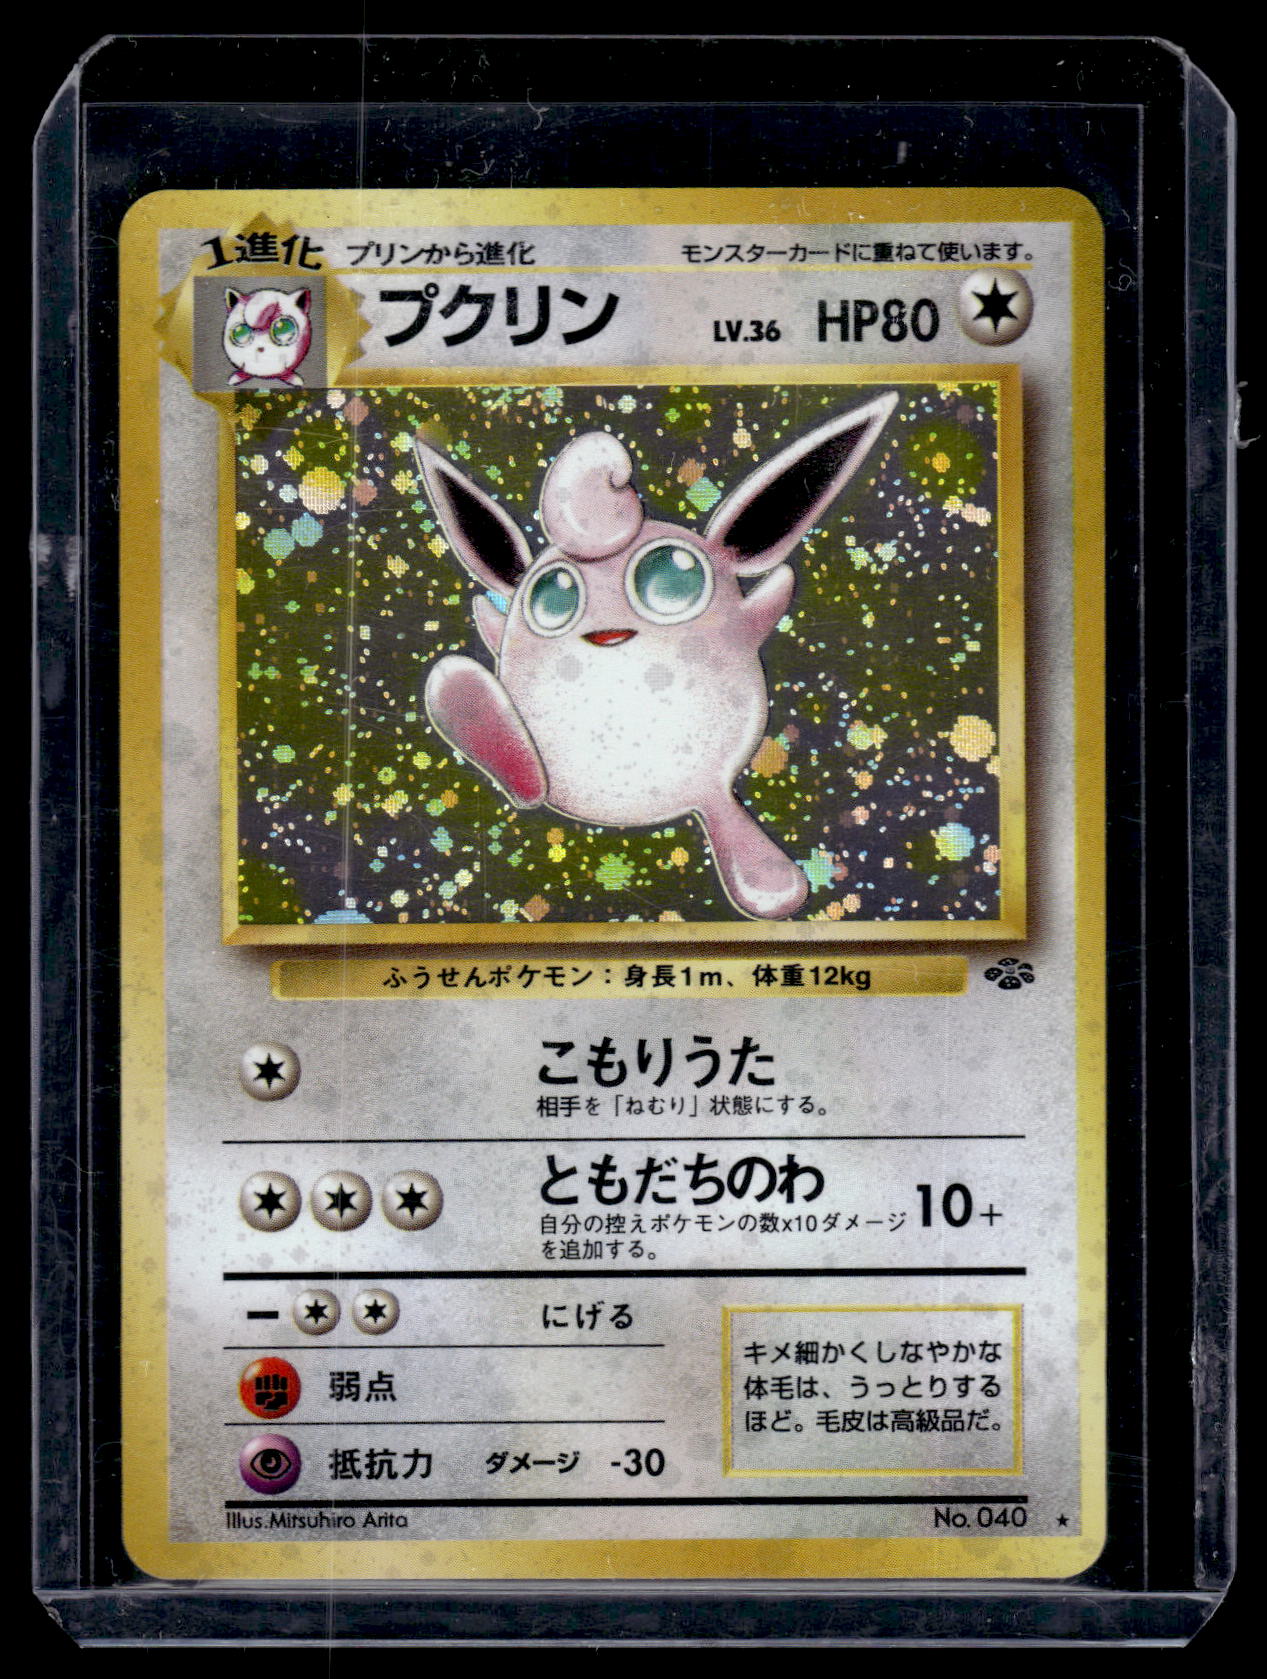 1進化 プリンから進化 モンスターカードに重ねて使います。
プクリン LV.36 HP80
ふうせんポケモン：身長1m、体重12kg
こもりうた
相手を「ねむり」状態にする。
ともだちのわ 10+
自分の控えポケモンの数x10ダメージ
を追加する。
にげる
弱点
抵抗力 ダメージ -30
キメ細かくしなやかな
体毛は、うっとりする
ほど。毛皮は高級品だ。
Illus.Mitsuhiro Arita No. 040 ★